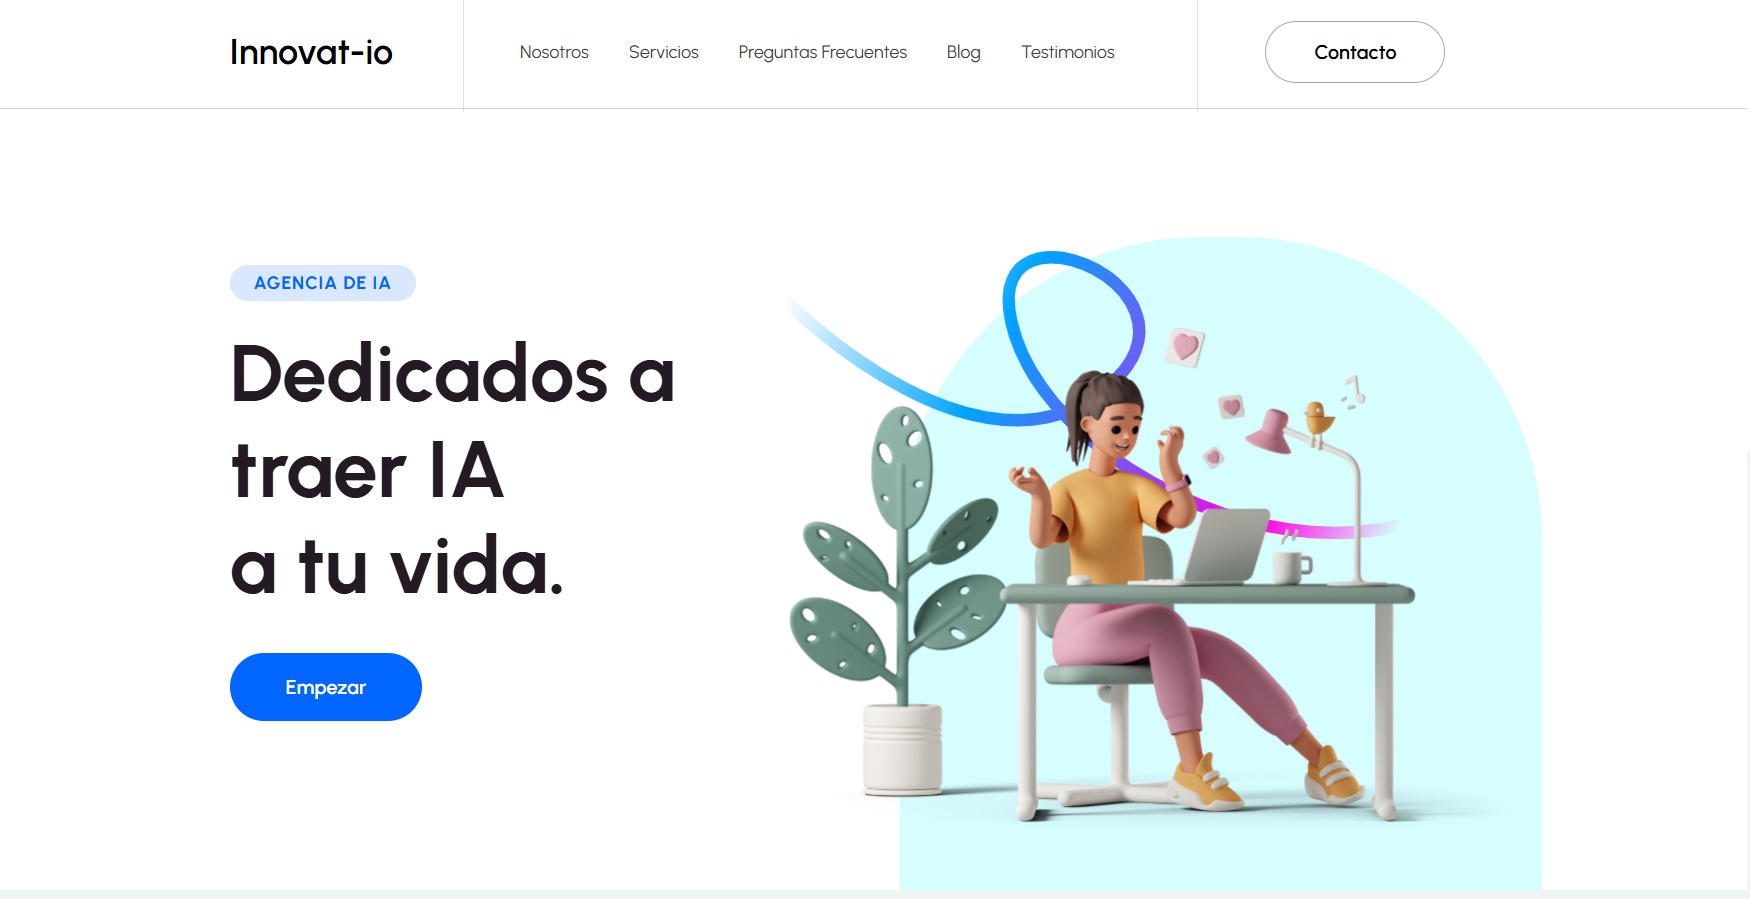 Innovat-io
Nosotros
Servicios
Preguntas Frecuentes
Blog
Testimonios
Contacto
AGENCIA DE IA
Dedicados a
traer IA
a tu vida.
Empezar